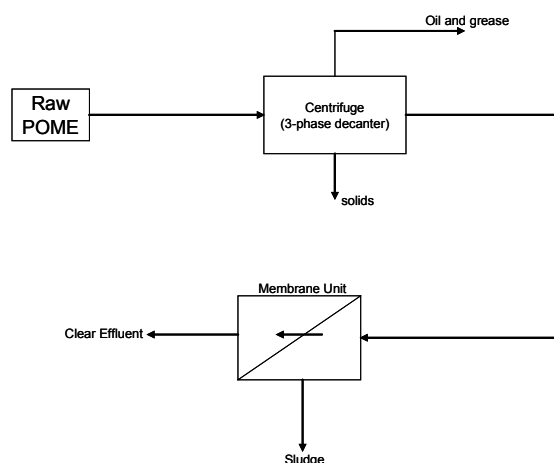 Oil and grease
Raw
POME
Centrifuge
(3-phase decanter)
solids
Membrane Unit
Clear Effluent
Sludge